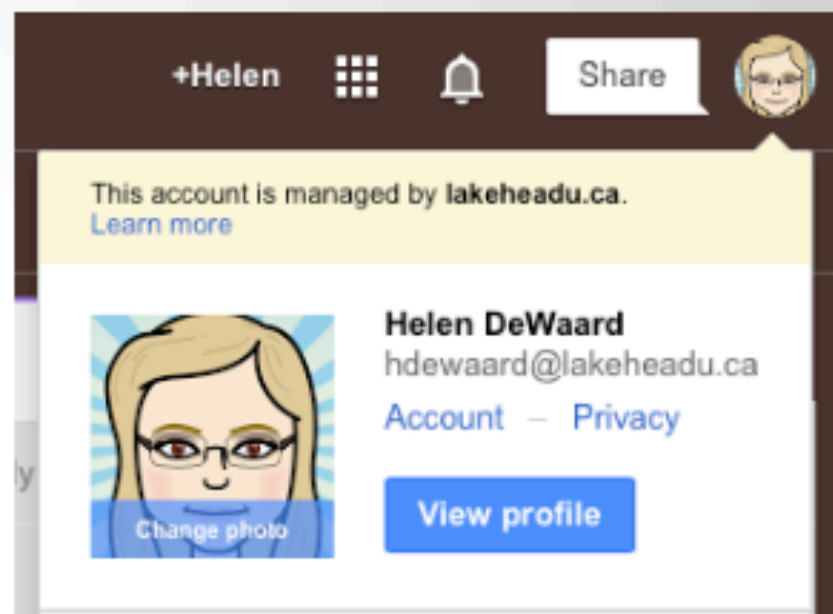 +Helen
Share
This account is managed by lakeheadu.ca.
Learn more
Helen DeWaard
hdewaard@lakeheadu.ca
Account – Privacy
View profile
Change photo
ly